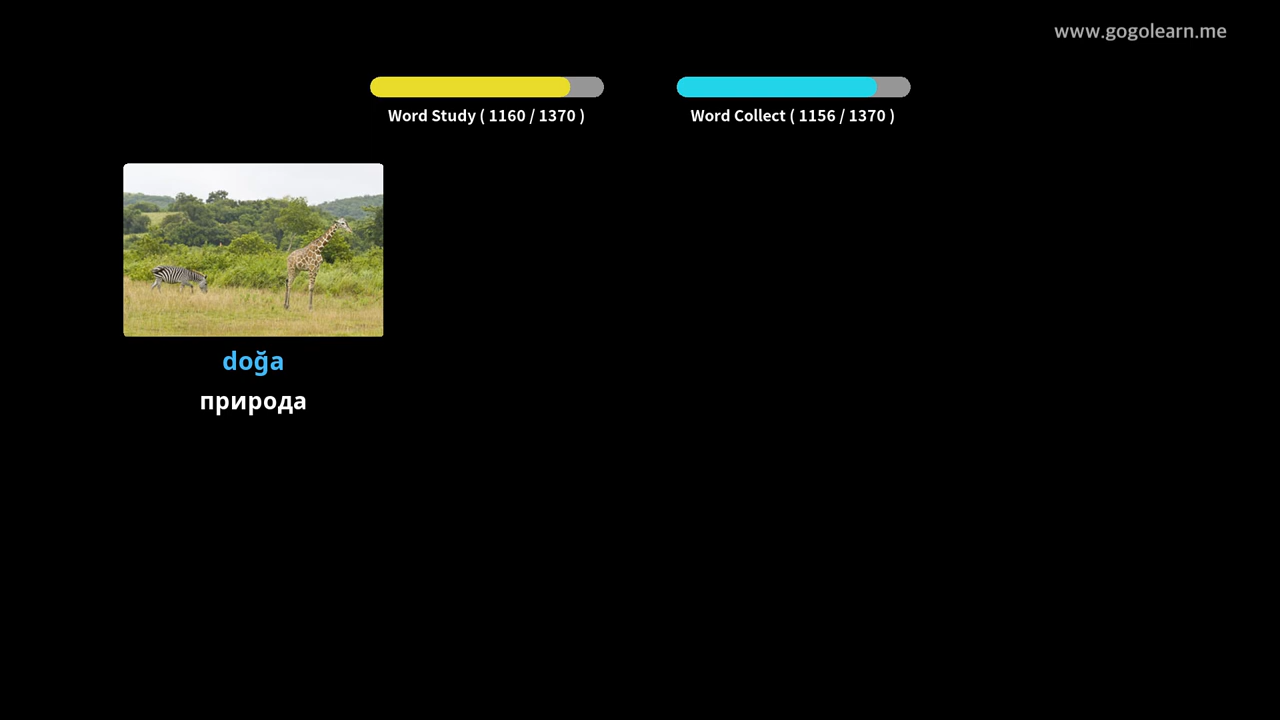 www.gogolearn.me
Word Study ( 1160 / 1370 )
Word Collect ( 1156 / 1370 )
doğa
природа